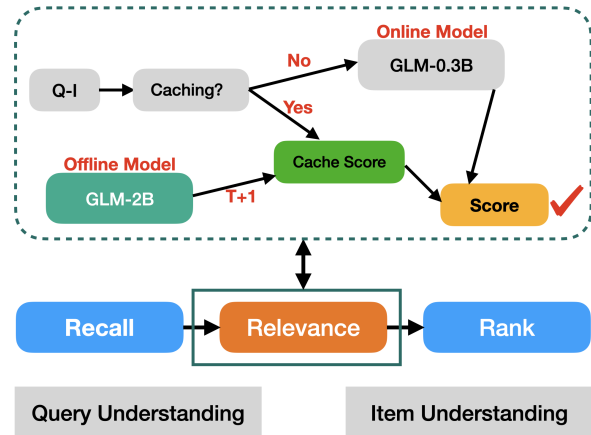 Online Model
No
GLM-0.3B
Q-I
Caching?
Yes
Offline Model
Cache Score
GLM-2B
T+1
Score
Recall
Relevance
Rank
Query Understanding
Item Understanding